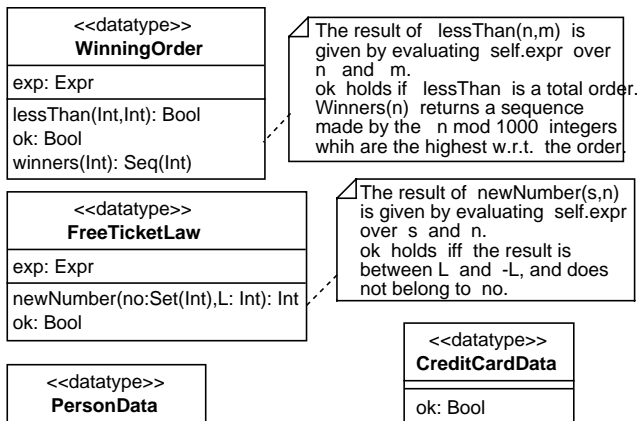 <<datatype>>
WinningOrder
exp: Expr
lessThan(Int,Int): Bool
ok: Bool
winners(Int): Seq(Int)
The result of lessThan(n,m) is
given by evaluating self.expr over
n and m.
ok holds if lessThan is a total order.
Winners(n) returns a sequence
made by the n mod 1000 integers
whih are the highest w.r.t. the order.
<<datatype>>
FreeTicketLaw
exp: Expr
newNumber(no:Set(Int),L: Int): Int
ok: Bool
The result of newNumber(s,n)
is given by evaluating self.expr
over s and n.
ok holds iff the result is
between L and -L, and does
not belong to no.
<<datatype>>
PersonData
<<datatype>>
CreditCardData
ok: Bool